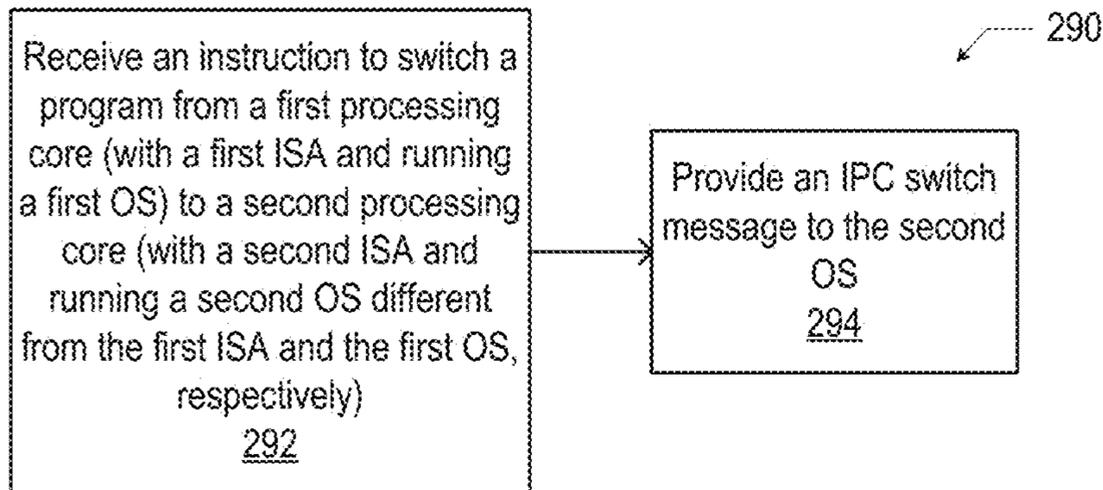 Receive an instruction to switch a
program from a first processing
core (with a first ISA and running
a first OS) to a second processing
core (with a second ISA and
running a second OS different
from the first ISA and the first OS,
respectively)
292
Provide an IPC switch
message to the second
OS
294
290